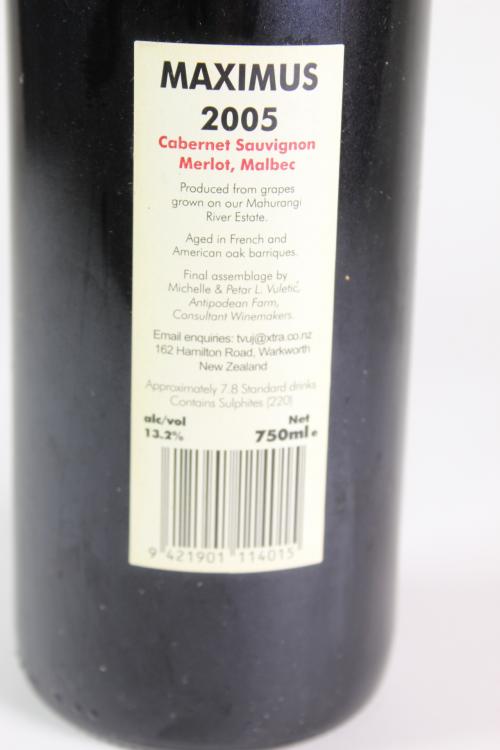 MAXIMUS
2005
Cabernet Sauvignon
Merlot, Malbec
Produced from grapes
grown on our Mahurangi
River Estate.
Aged in French and
American oak barriques.
Final assemblage by
Michelle & Petar L. Vuletić,
Antipodean Farm,
Consultant Winemakers.
Email enquiries: tvuj@xtra.co.nz
162 Hamilton Road, Warkworth
New Zealand
Approximately 7.8 Standard drinks
Contains Sulphites (220)
alc/vol Net
13.2% 750ml e
9 421901 114015